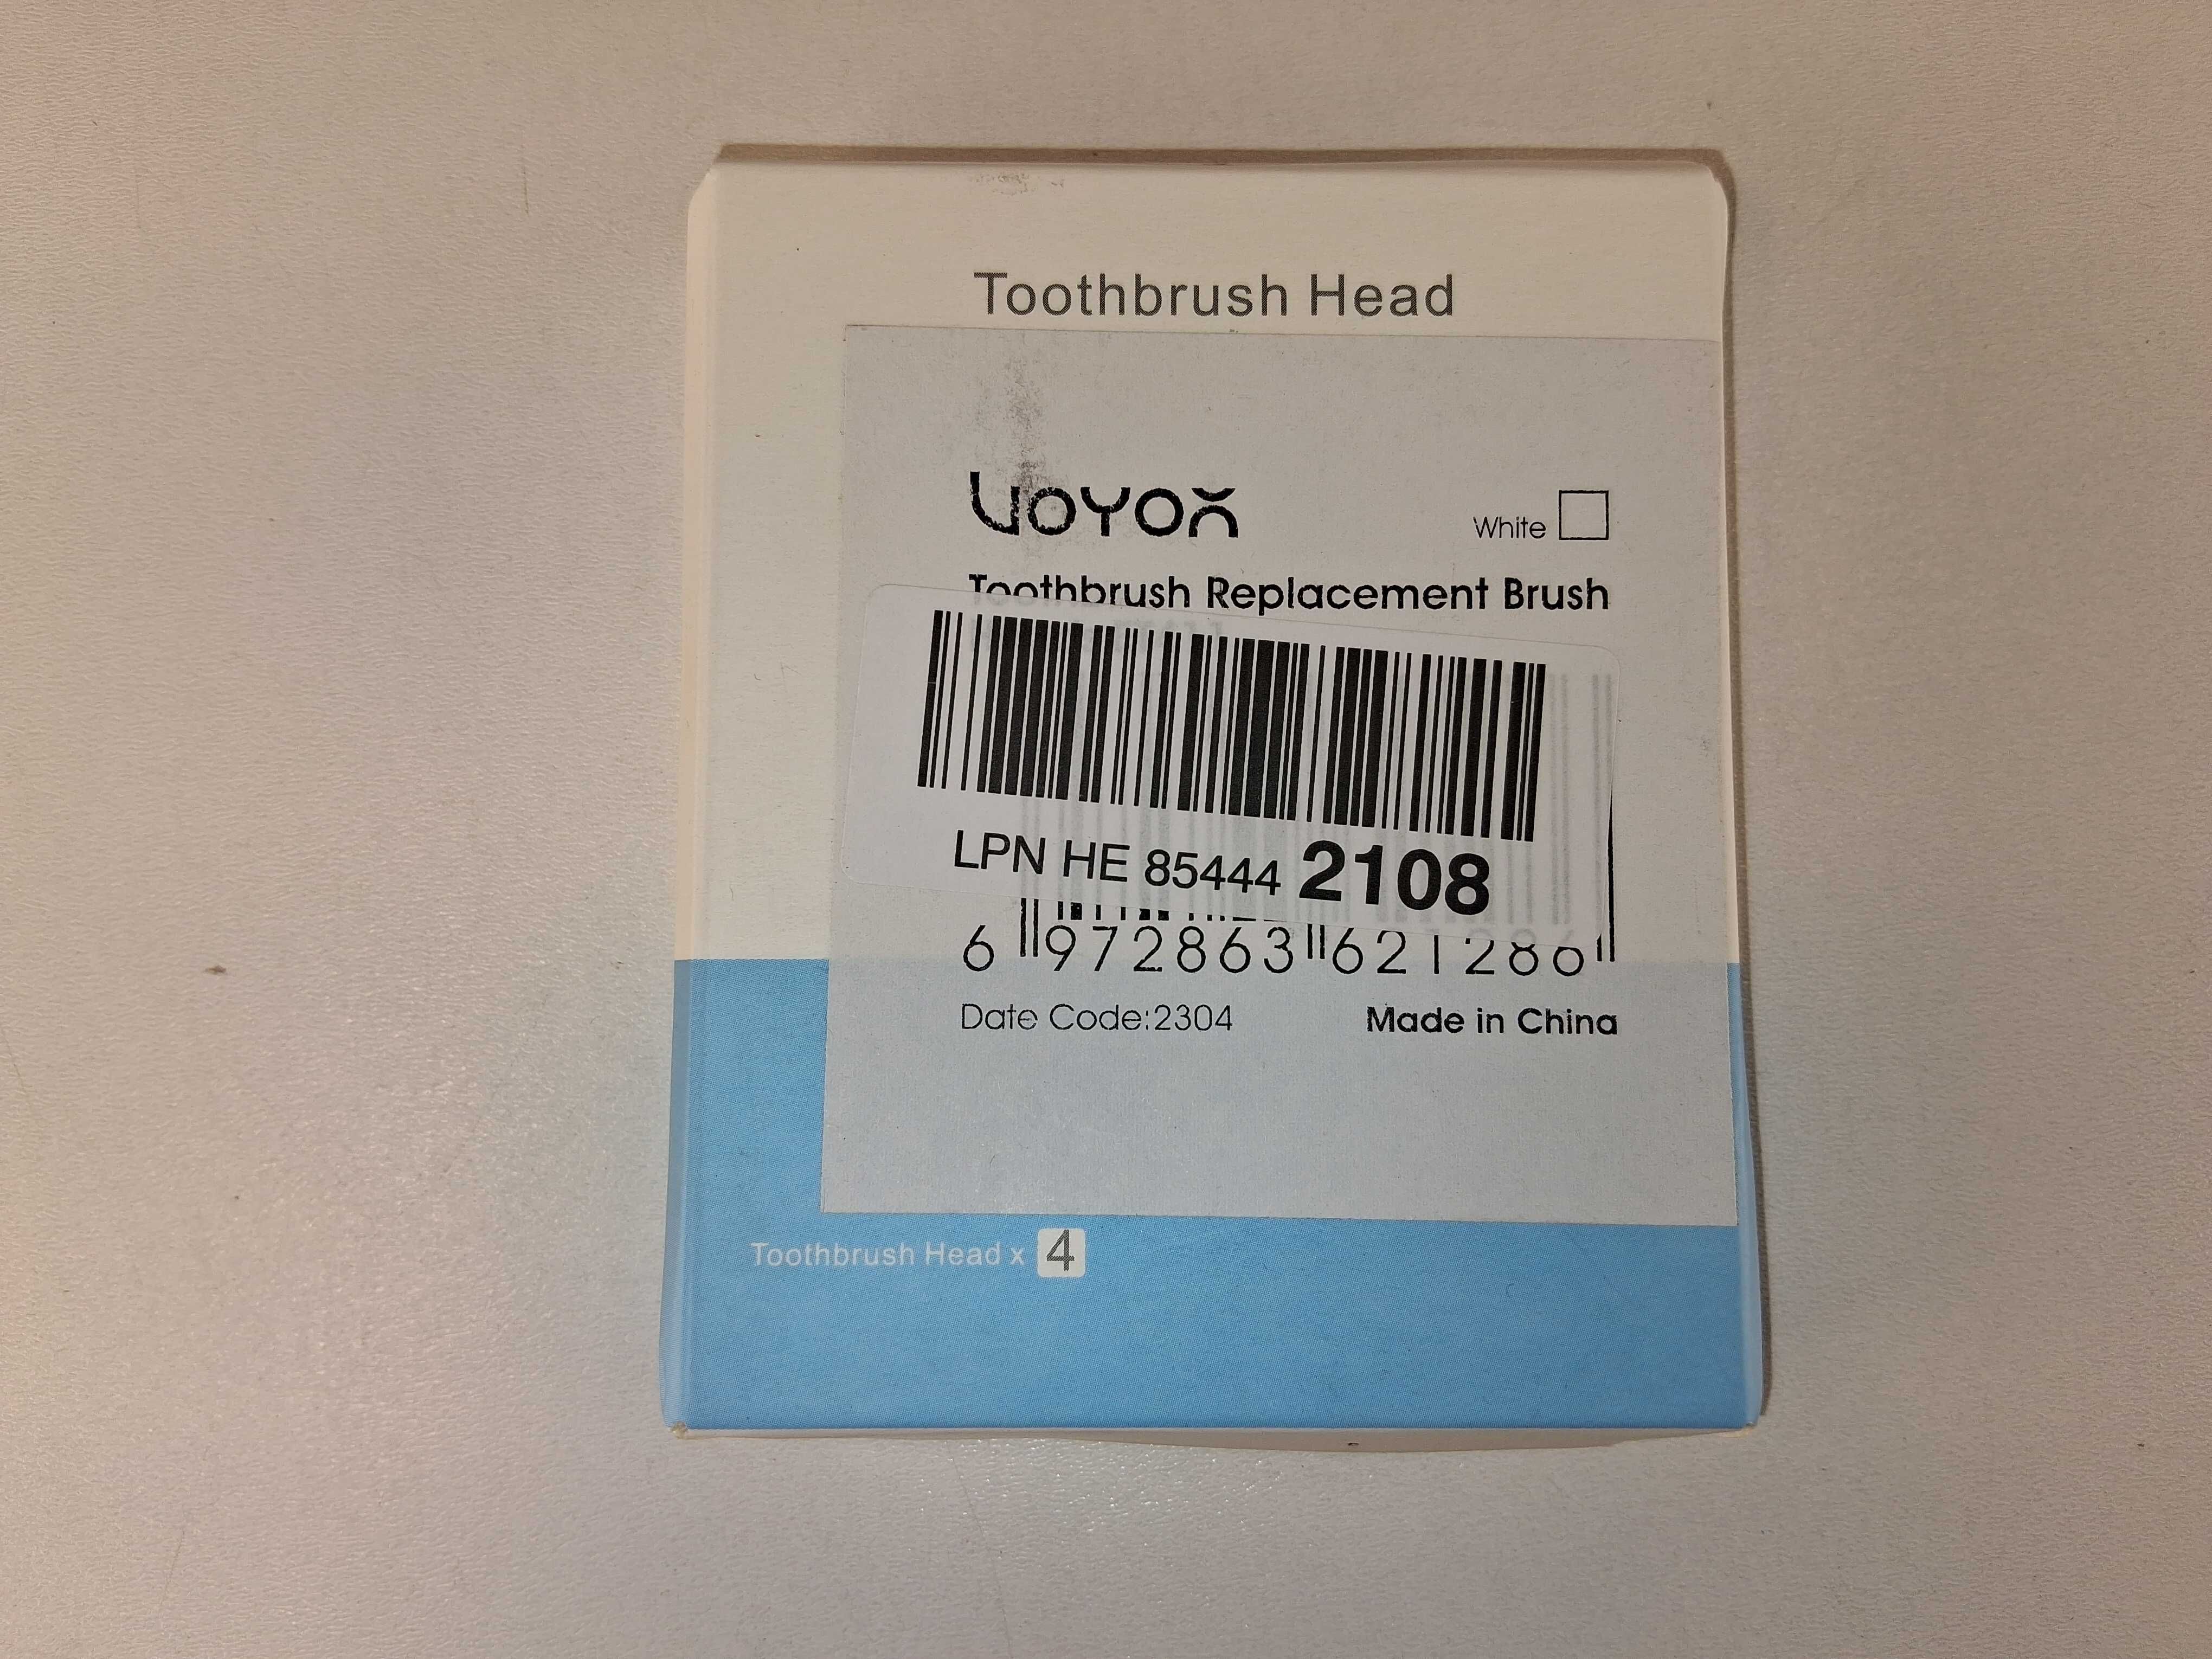 Toothbrush Head
VOYOX
White
Toothbrush Replacement Brush
LPN HE 85444 2108
6 972863 621286
Date Code:2304
Made in China
Toothbrush Head x 4